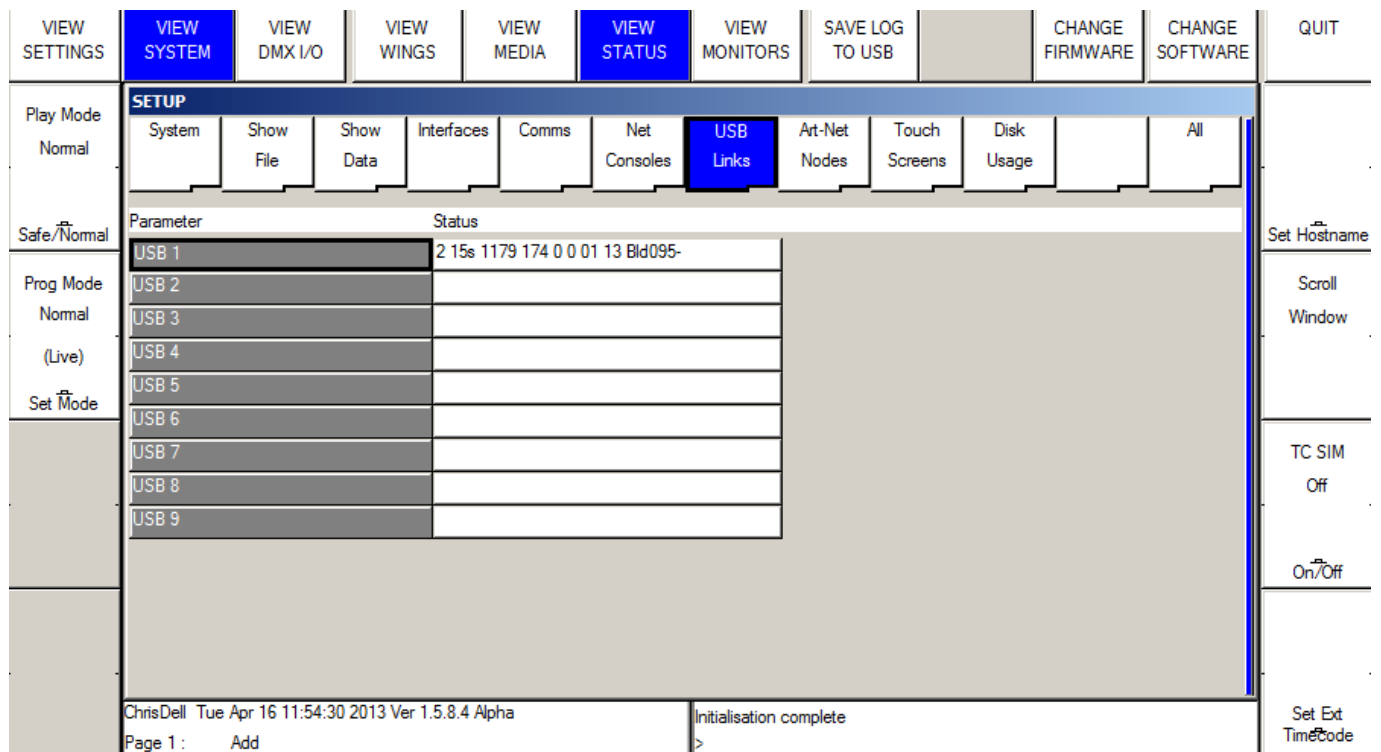 VIEW SETTINGS
VIEW SYSTEM
VIEW DMX I/O
VIEW WINGS
VIEW MEDIA
VIEW STATUS
VIEW MONITORS
SAVE LOG TO USB
CHANGE FIRMWARE
CHANGE SOFTWARE
QUIT
Play Mode
Normal
Safe/Normal
Prog Mode
Normal
(Live)
Set Mode
SETUP
System
Show File
Show Data
Interfaces
Comms
Net Consoles
USB Links
Art-Net Nodes
Touch Screens
Disk Usage
All
Parameter Status
USB 1 2 15s 1179 174 0 0 01 13 Bld095-
USB 2
USB 3
USB 4
USB 5
USB 6
USB 7
USB 8
USB 9
Set Hostname
Scroll
Window
TC SIM
Off
On/Off
Set Ext
Timecode
ChrisDell Tue Apr 16 11:54:30 2013 Ver 1.5.8.4 Alpha
Page 1 : Add
Initialisation complete
>